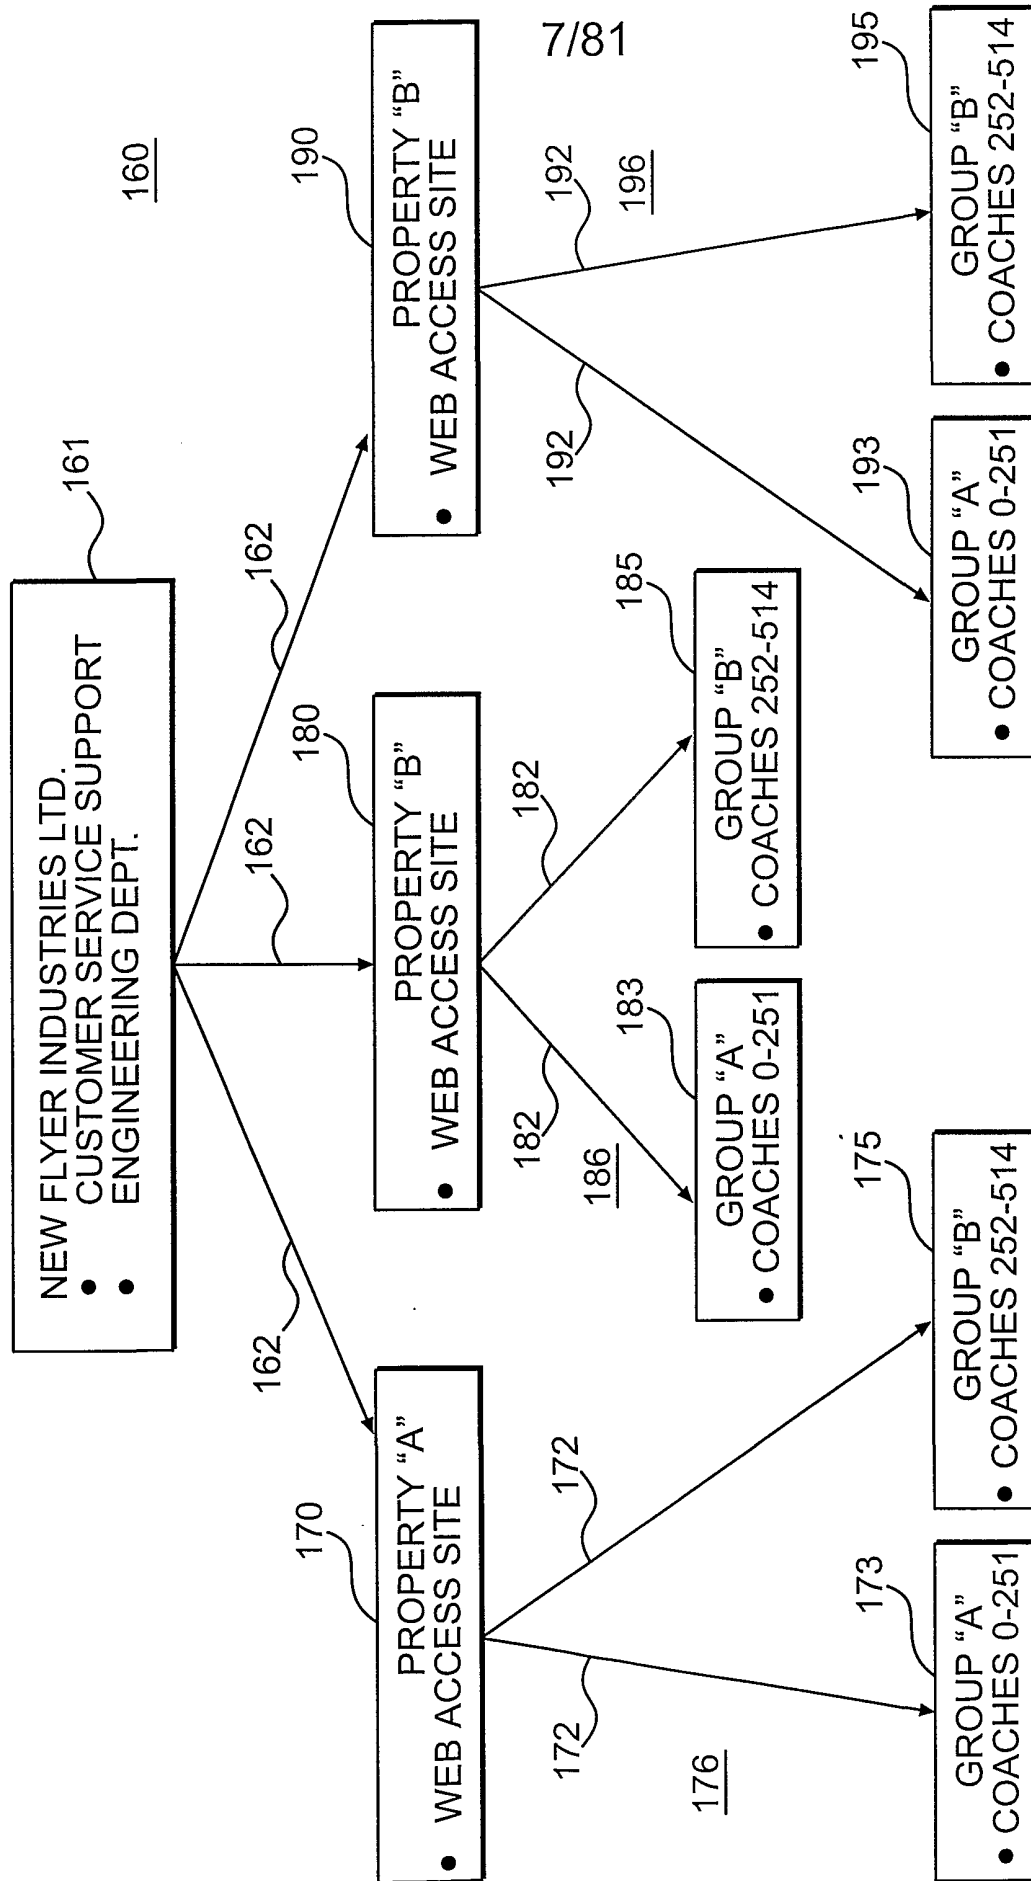 7/81
160
NEW FLYER INDUSTRIES LTD.
• CUSTOMER SERVICE SUPPORT
• ENGINEERING DEPT.
161
162
162
162
170
PROPERTY “A”
• WEB ACCESS SITE
180
PROPERTY “B”
• WEB ACCESS SITE
190
PROPERTY “B”
• WEB ACCESS SITE
172
172
176
182
182
186
192
192
196
173
GROUP “A”
• COACHES 0-251
175
GROUP “B”
• COACHES 252-514
183
GROUP “A”
• COACHES 0-251
185
GROUP “B”
• COACHES 252-514
193
GROUP “A”
• COACHES 0-251
195
GROUP “B”
• COACHES 252-514